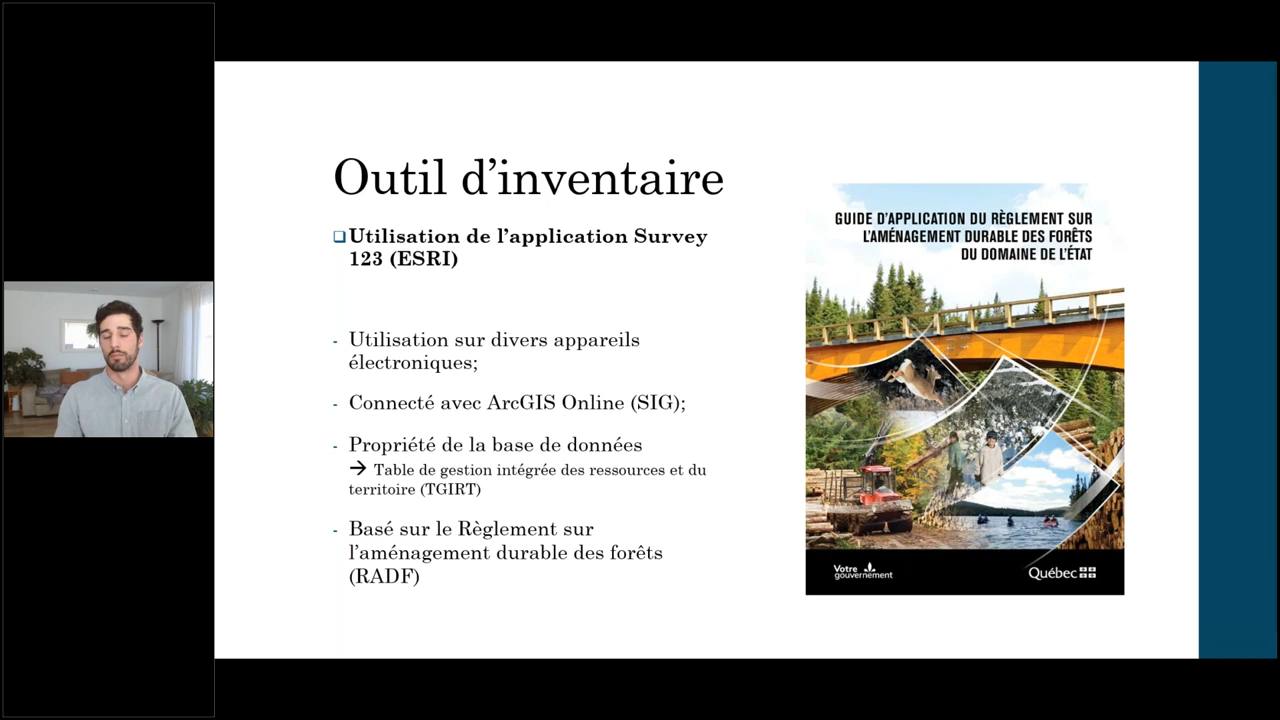 Outil d’inventaire
❑Utilisation de l’application Survey
123 (ESRI)
- Utilisation sur divers appareils
électroniques;
- Connecté avec ArcGIS Online (SIG);
- Propriété de la base de données
→ Table de gestion intégrée des ressources et du
territoire (TGIRT)
- Basé sur le Règlement sur
l’aménagement durable des forêts
(RADF)
GUIDE D’APPLICATION DU RÈGLEMENT SUR
L’AMÉNAGEMENT DURABLE DES FORÊTS
DU DOMAINE DE L’ÉTAT
Votre
gouvernement
Québec